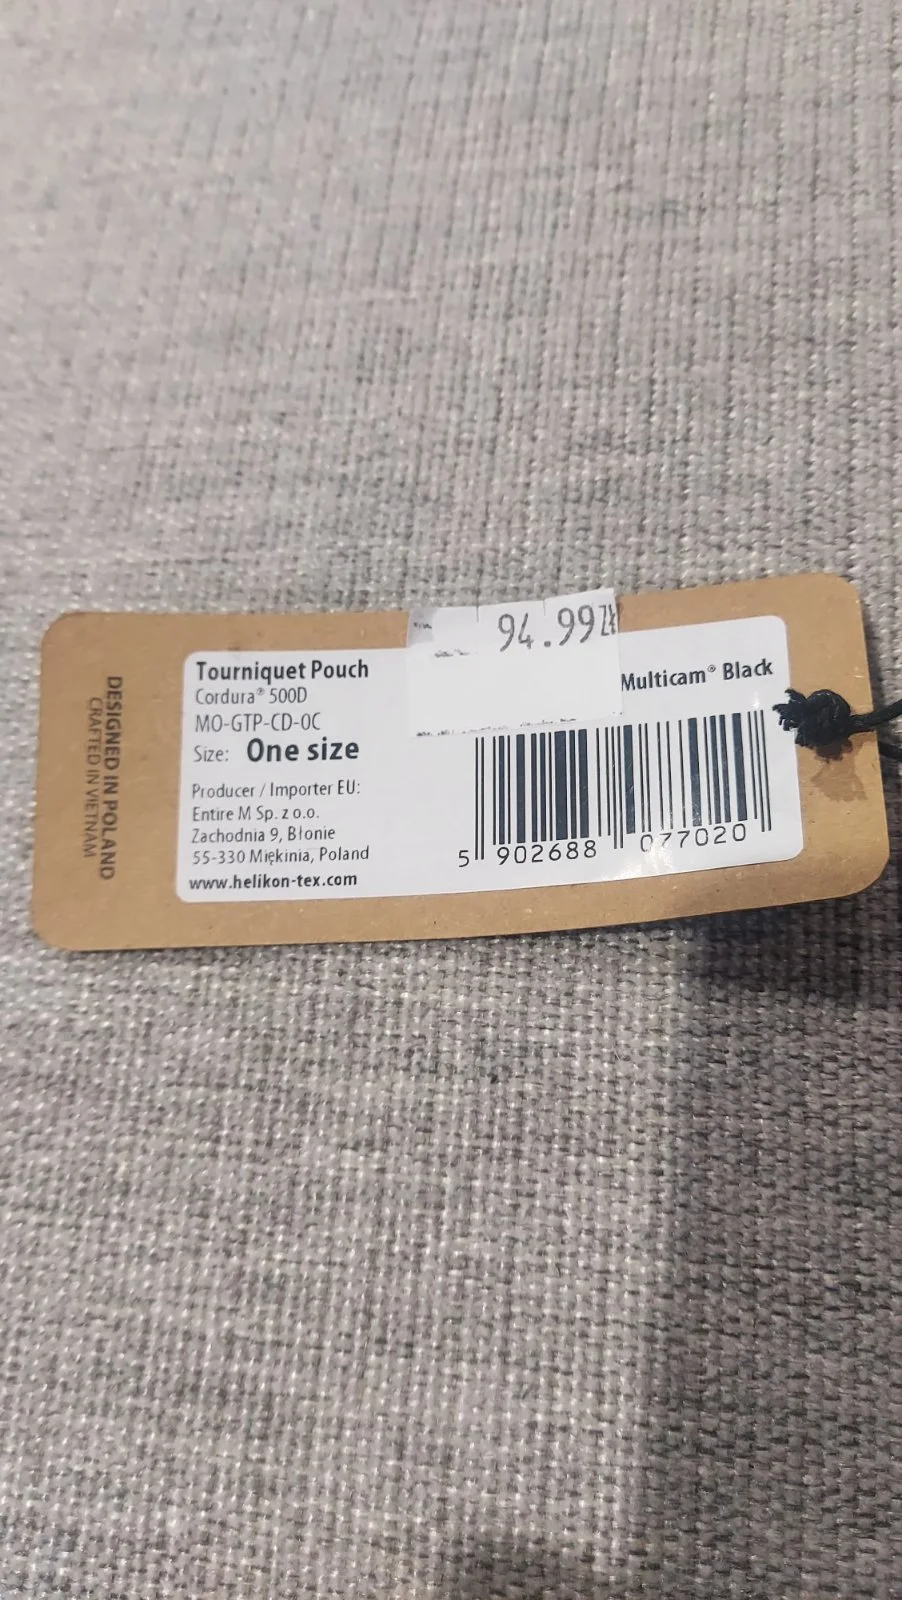 94.99zł
Tourniquet Pouch
Multicam® Black
Cordura® 500D
MO-GTP-CD-0C
Size: One size
Producer / Importer EU:
Entire M Sp. z o.o.
Zachodnia 9, Błonie
55-330 Miękinia, Poland
www.helikon-tex.com
5 902688 077020
DESIGNED IN POLAND
CRAFTED IN VIETNAM